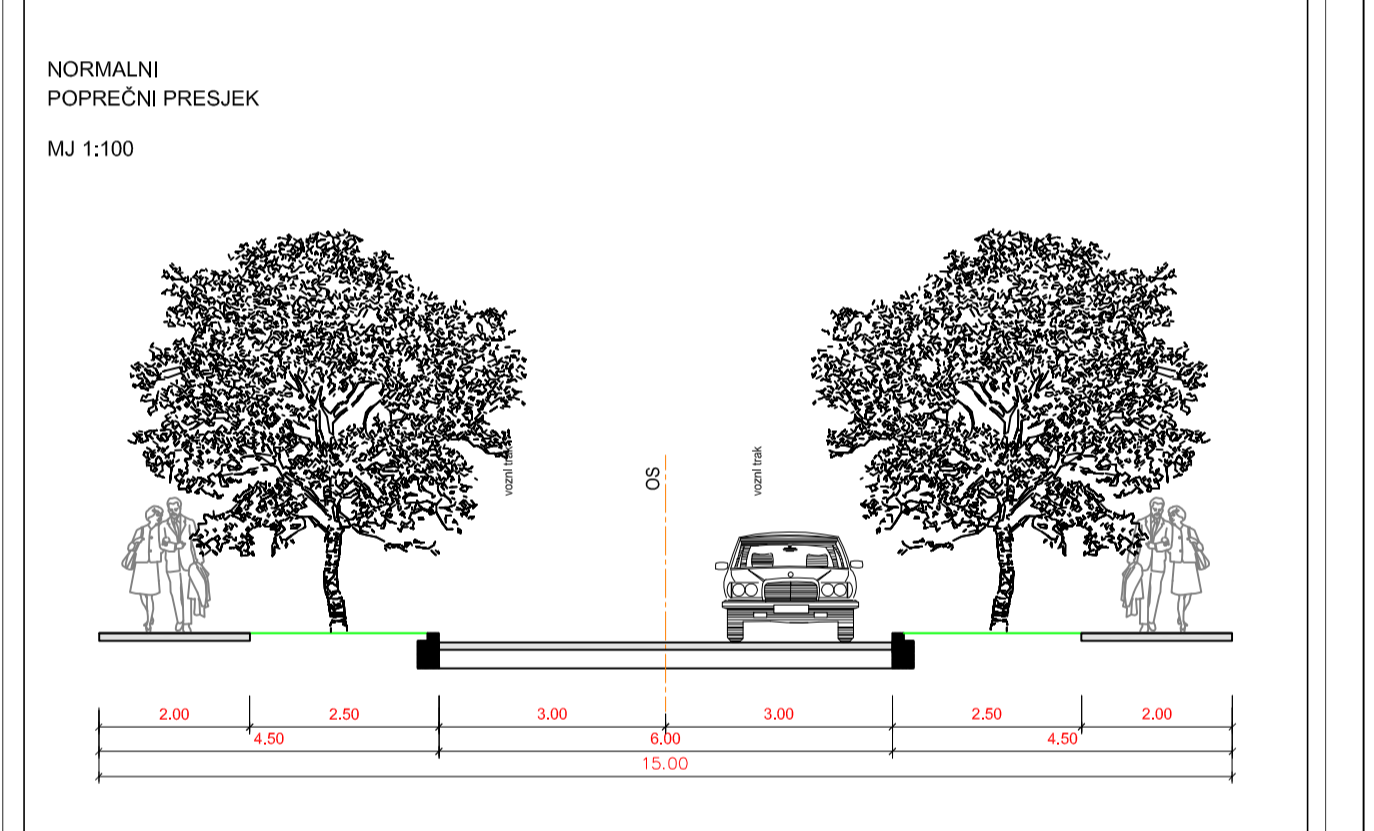 NORMALNI
POPREČNI PRESJEK
MJ 1:100
vozni trak
OS
vozni trak
2.00 2.50 3.00 3.00 2.50 2.00
4.50 6.00 4.50
15.00